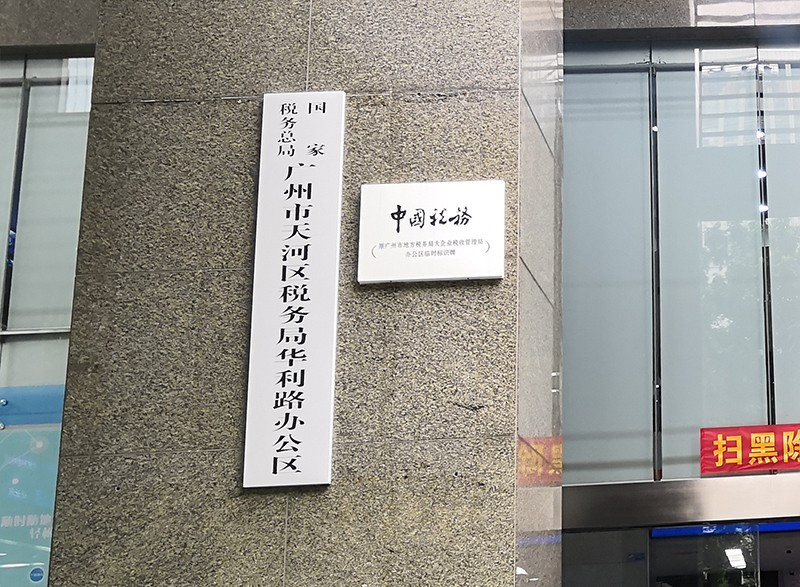 国家
税务总局
广州市天河区税务局华利路办公区
中國税務
(原广州市地方税务局大企业税收管理局
办公区临时标识牌)
扫黑除